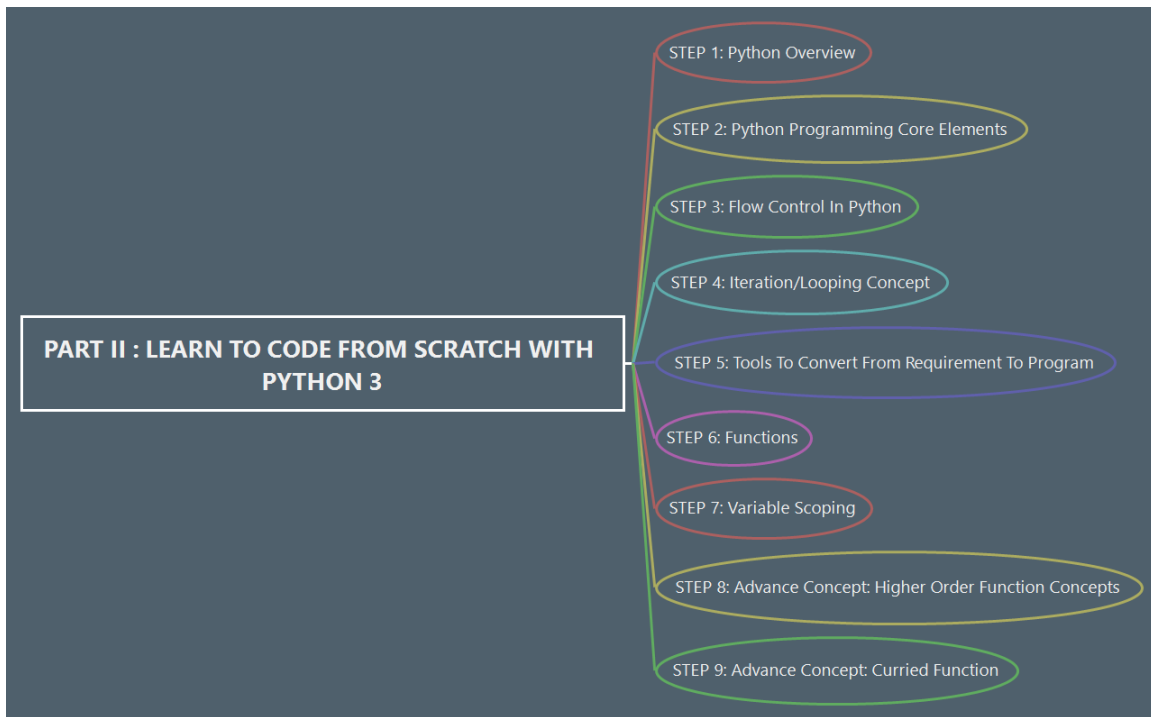 STEP 1: Python Overview
STEP 2: Python Programming Core Elements
STEP 3: Flow Control In Python
STEP 4: Iteration/Looping Concept
PART II : LEARN TO CODE FROM SCRATCH WITH
PYTHON 3
STEP 5: Tools To Convert From Requirement To Program
STEP 6: Functions
STEP 7: Variable Scoping
STEP 8: Advance Concept: Higher Order Function Concepts
STEP 9: Advance Concept: Curried Function